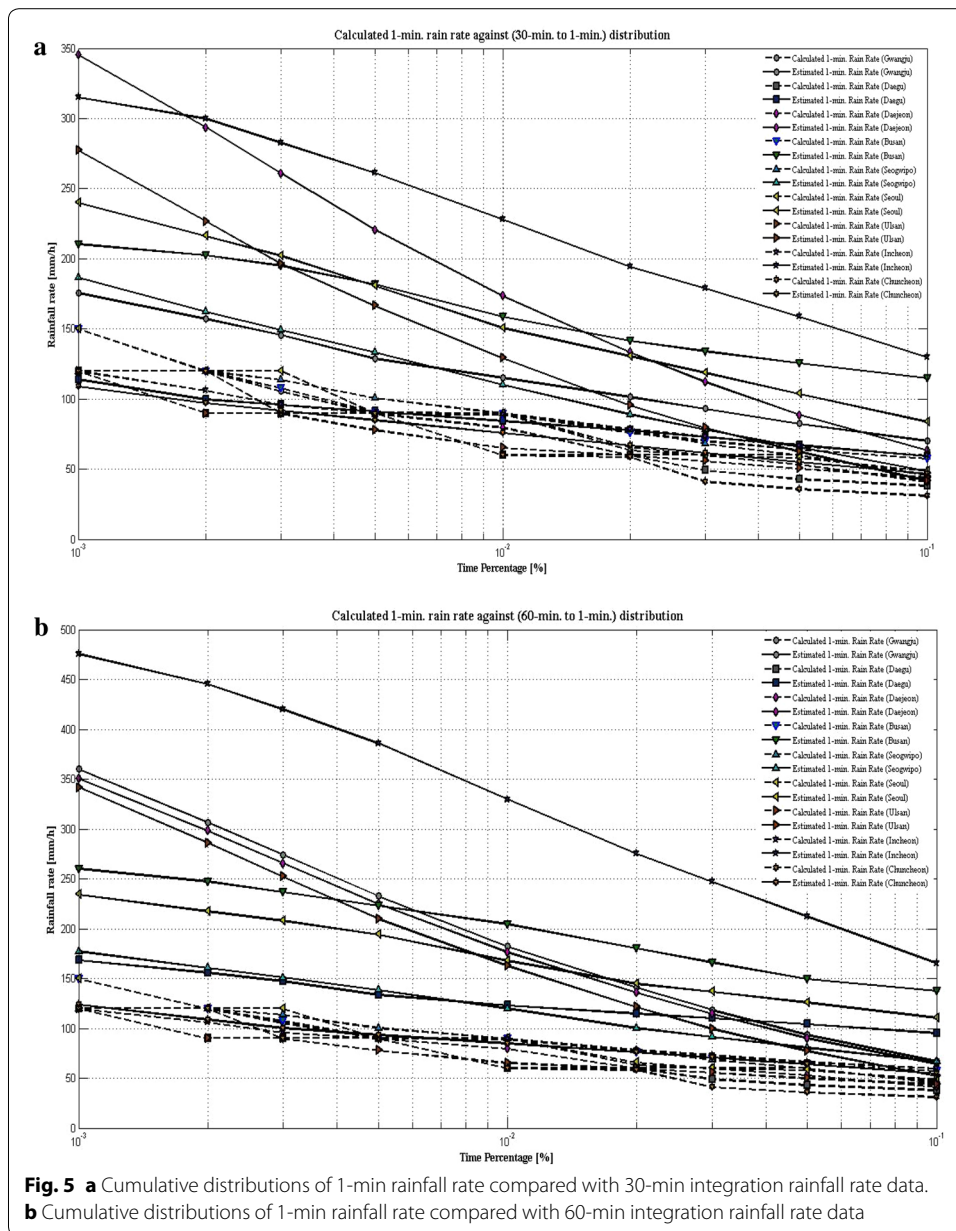 a
Calculated 1-min. rain rate against (30-min. to 1-min.) distribution
350
300
250
200
150
100
50
0
Rainfall rate [mm/h]
Calculated 1-min. Rain Rate (Gwangju)
Estimated 1-min. Rain Rate (Gwangju)
Calculated 1-min. Rain Rate (Daegu)
Estimated 1-min. Rain Rate (Daegu)
Calculated 1-min. Rain Rate (Daejeon)
Estimated 1-min. Rain Rate (Daejeon)
Calculated 1-min. Rain Rate (Busan)
Estimated 1-min. Rain Rate (Busan)
Calculated 1-min. Rain Rate (Seogwipo)
Estimated 1-min. Rain Rate (Seogwipo)
Calculated 1-min. Rain Rate (Seoul)
Estimated 1-min. Rain Rate (Seoul)
Calculated 1-min. Rain Rate (Ulsan)
Estimated 1-min. Rain Rate (Ulsan)
Calculated 1-min. Rain Rate (Incheon)
Estimated 1-min. Rain Rate (Incheon)
Calculated 1-min. Rain Rate (Chuncheon)
Estimated 1-min. Rain Rate (Chuncheon)
10-3 10-2 10-1
Time Percentage [%]
b
Calculated 1-min. rain rate against (60-min. to 1-min.) distribution
500
450
400
350
300
250
200
150
100
50
0
Rainfall rate [mm/h]
Calculated 1-min. Rain Rate (Gwangju)
Estimated 1-min. Rain Rate (Gwangju)
Calculated 1-min. Rain Rate (Daegu)
Estimated 1-min. Rain Rate (Daegu)
Calculated 1-min. Rain Rate (Daejeon)
Estimated 1-min. Rain Rate (Daejeon)
Calculated 1-min. Rain Rate (Busan)
Estimated 1-min. Rain Rate (Busan)
Calculated 1-min. Rain Rate (Seogwipo)
Estimated 1-min. Rain Rate (Seogwipo)
Calculated 1-min. Rain Rate (Seoul)
Estimated 1-min. Rain Rate (Seoul)
Calculated 1-min. Rain Rate (Ulsan)
Estimated 1-min. Rain Rate (Ulsan)
Calculated 1-min. Rain Rate (Incheon)
Estimated 1-min. Rain Rate (Incheon)
Calculated 1-min. Rain Rate (Chuncheon)
Estimated 1-min. Rain Rate (Chuncheon)
10-3 10-2 10-1
Time Percentage [%]
Fig. 5 a Cumulative distributions of 1-min rainfall rate compared with 30-min integration rainfall rate data.
b Cumulative distributions of 1-min rainfall rate compared with 60-min integration rainfall rate data